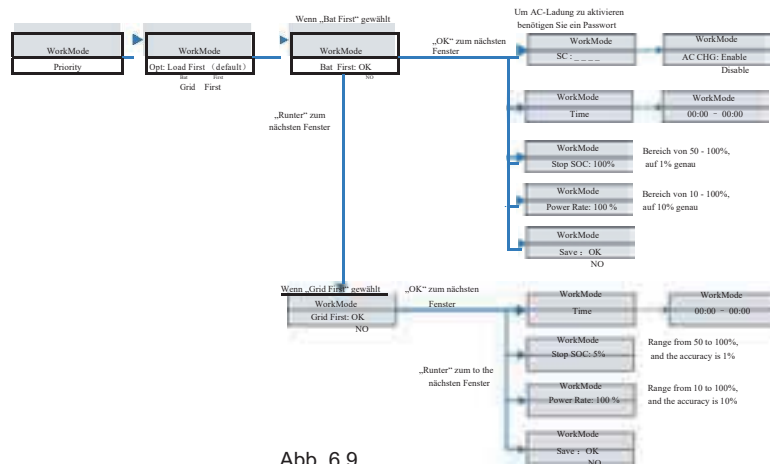 Wenn „Bat First“ gewählt
Um AC-Ladung zu aktivieren
benötigen Sie ein Passwort
WorkMode
Priority
WorkMode
Opt: Load First (default)
Bat First
Grid First
WorkMode
Bat First: OK
NO
„OK“ zum nächsten
Fenster
WorkMode
SC : _ _ _ _
WorkMode
AC CHG: Enable
Disable
„Runter“ zum
nächsten Fenster
WorkMode
Time
WorkMode
00:00 - 00:00
WorkMode
Stop SOC: 100%
Bereich von 50 - 100%,
auf 1% genau
WorkMode
Power Rate: 100 %
Bereich von 10 - 100%,
auf 10% genau
WorkMode
Save : OK
NO
Wenn „Grid First“ gewählt
WorkMode
Grid First: OK
NO
„OK“ zum nächsten
Fenster
WorkMode
Time
WorkMode
00:00 - 00:00
WorkMode
Stop SOC: 5%
Range from 50 to 100%,
and the accuracy is 1%
„Runter“ zum to the
nächsten Fenster
WorkMode
Power Rate: 100 %
Range from 10 to 100%,
and the accuracy is 10%
WorkMode
Save : OK
NO
Abb. 6.9